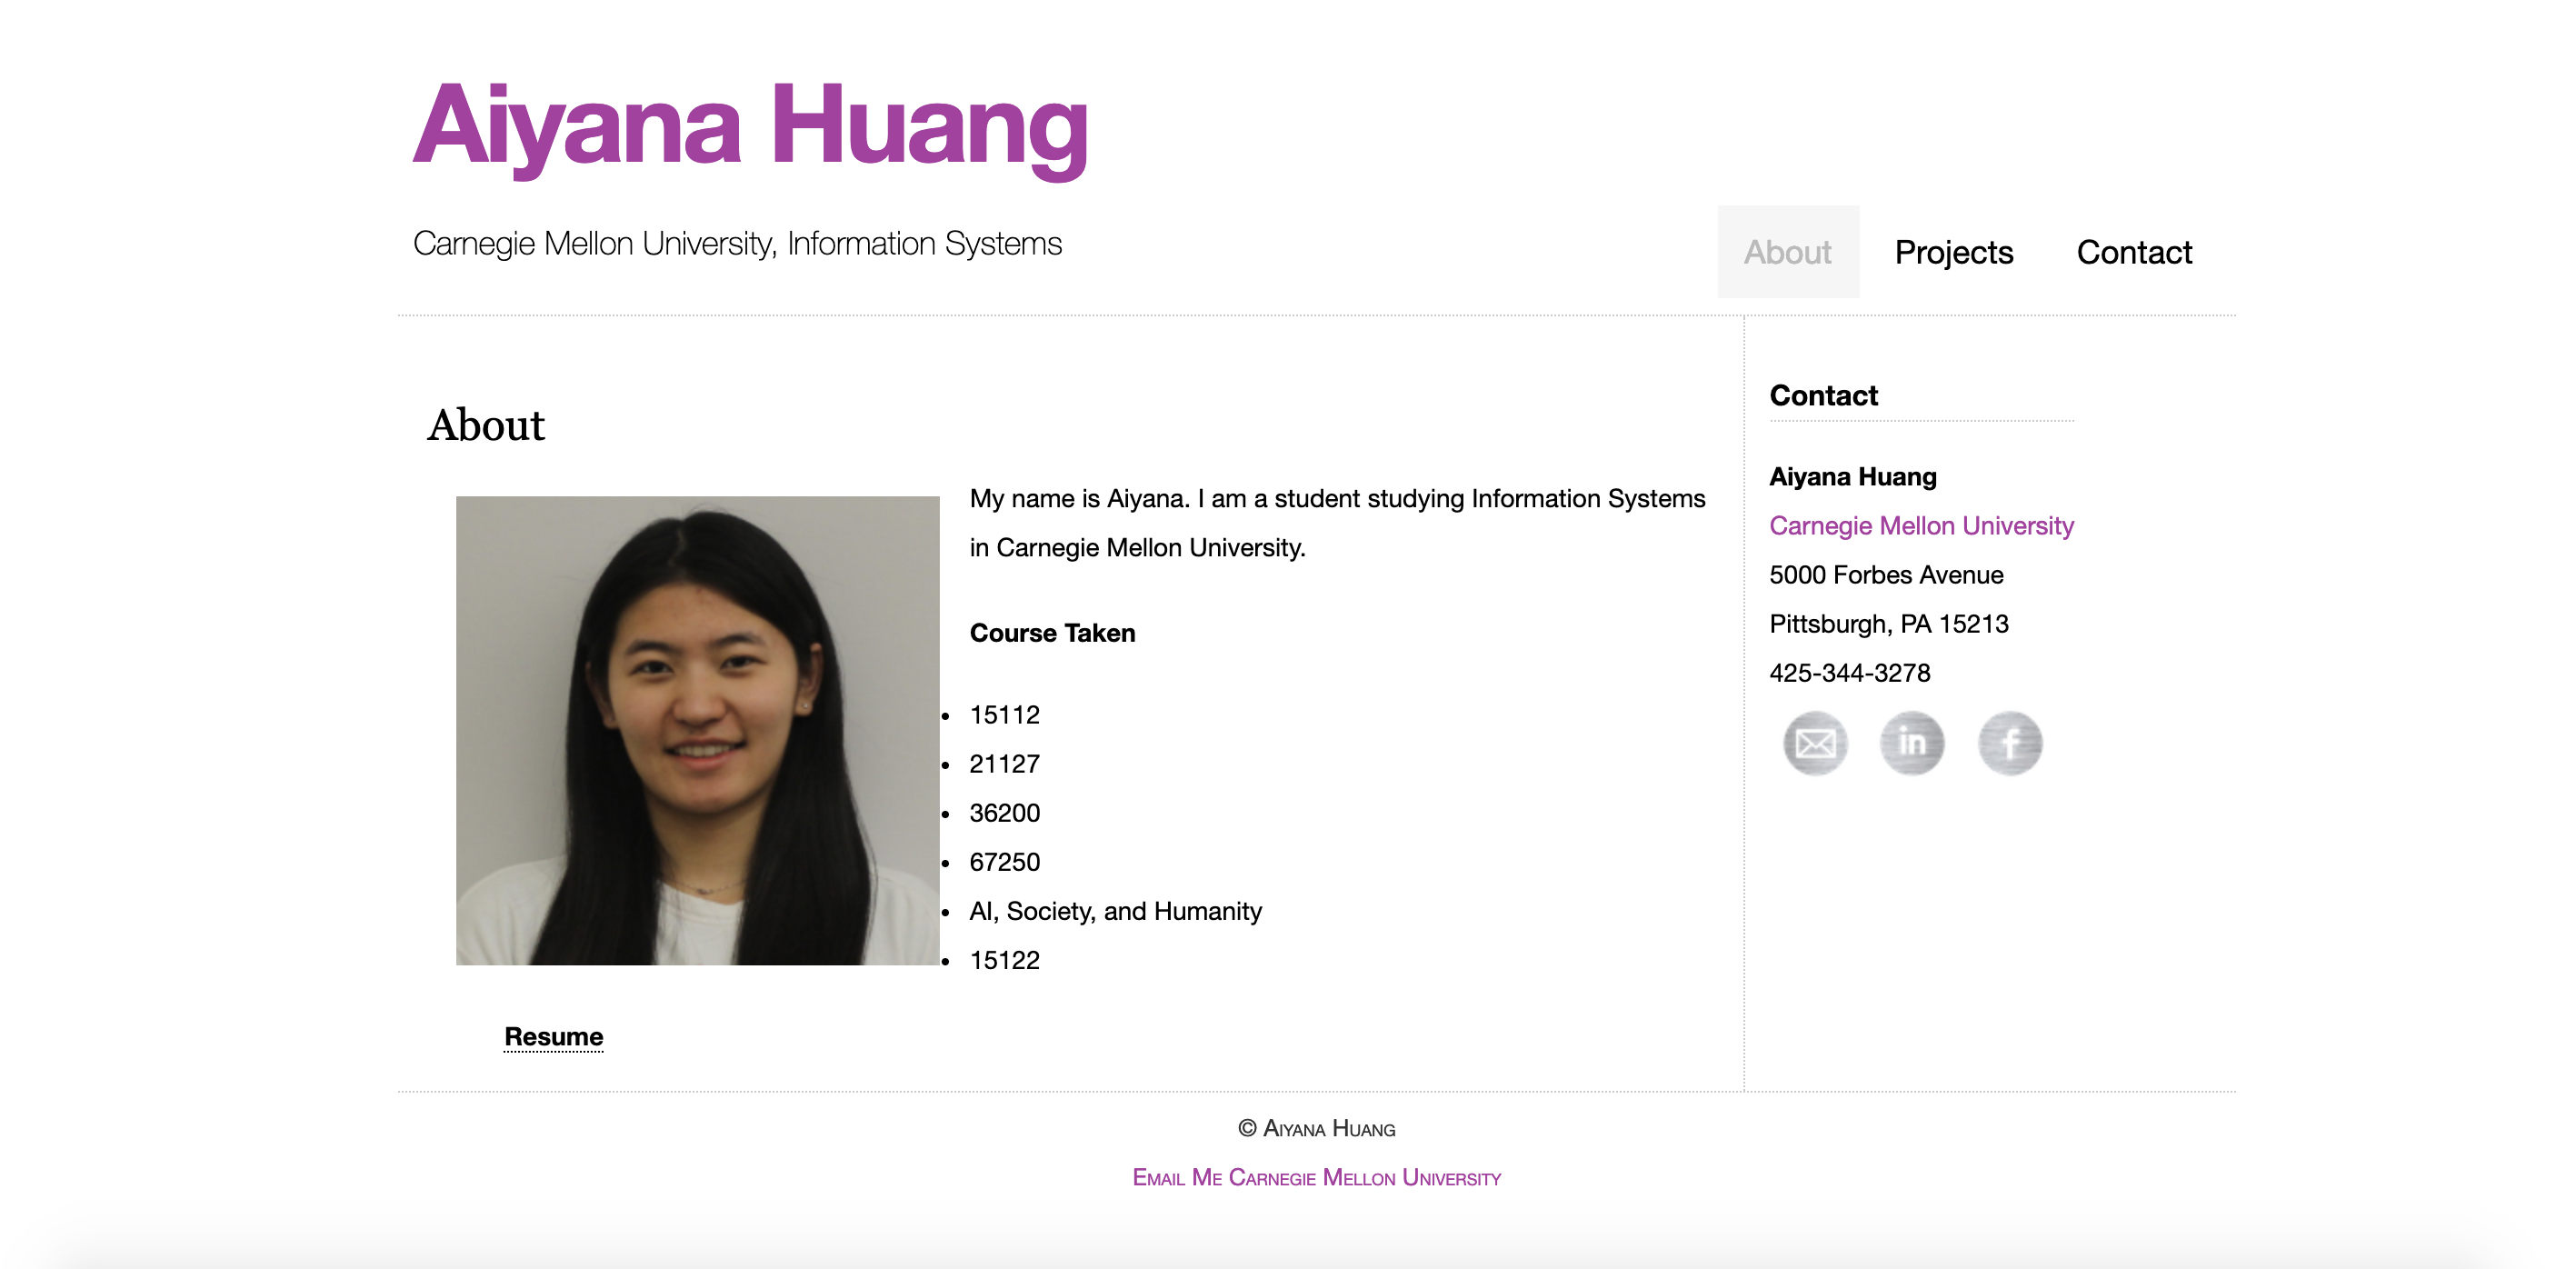 Aiyana Huang
Carnegie Mellon University, Information Systems
About
Projects
Contact
About
My name is Aiyana. I am a student studying Information Systems
in Carnegie Mellon University.
Course Taken
15112
21127
36200
67250
AI, Society, and Humanity
15122
Resume
Contact
Aiyana Huang
Carnegie Mellon University
5000 Forbes Avenue
Pittsburgh, PA 15213
425-344-3278
in
f
© Aiyana Huang
Email Me Carnegie Mellon University